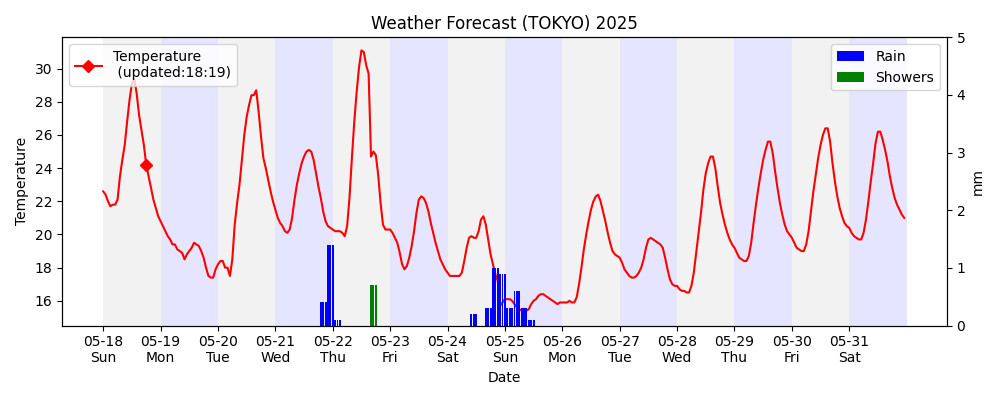 Weather Forecast (TOKYO) 2025
Temperature
(updated:18:19)
Rain
Showers
Temperature
30
28
26
24
22
20
18
16
5
4
3
2
1
0
mm
05-18 05-19 05-20 05-21 05-22 05-23 05-24 05-25 05-26 05-27 05-28 05-29 05-30 05-31
Sun Mon Tue Wed Thu Fri Sat Sun Mon Tue Wed Thu Fri Sat
Date